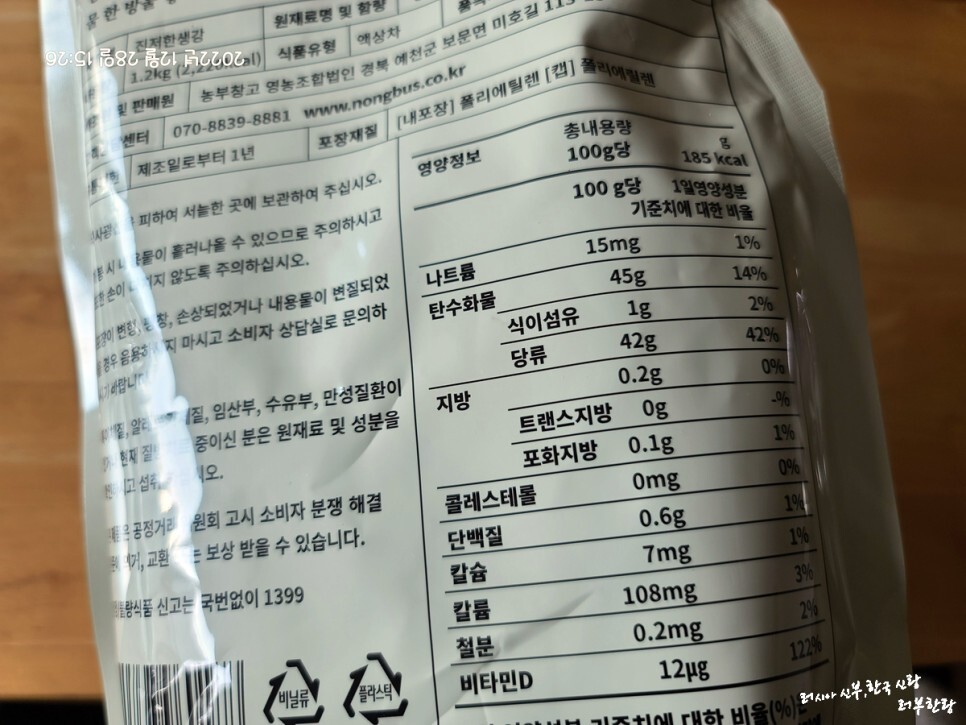 원재료명 및 함량
진저한생강
식품유형 액상차
1.2kg
및 판매원 농부창고 영농조합법인 경북 예천군 보문면 미호길
070-8839-8881 www.nongbus.co.kr
제조일로부터 1년 포장재질 [내포장] 폴리에틸렌 [캡] 폴리에틸렌
2022년 12월 28일 15:26
피하여 서늘한 곳에 보관하여 주십시오.
내용물이 흘러나올 수 있으므로 주의하시고
않도록 주의하십시오.
손상되었거나 내용물이 변질되었
마시고 소비자 상담실로 문의하
임산부, 수유부, 만성질환이
중이신 분은 원재료 및 성분을
공정거래 고시 소비자 분쟁 해결
보상 받을 수 있습니다.
신고는 국번없이 1399
비닐류
플라스틱
영양정보 총내용량 g
100g당 185 kcal
100 g당 1일영양성분
기준치에 대한 비율
나트륨 15mg 1%
탄수화물 45g 14%
식이섬유 1g 2%
당류 42g 42%
지방 0.2g 0%
트랜스지방 0g -%
포화지방 0.1g 1%
콜레스테롤 0mg 0%
단백질 0.6g 1%
칼슘 7mg 1%
칼륨 108mg 3%
철분 0.2mg 2%
비타민D 12μg 122%
기준치에 대한 비율(%)
러시아 신부,한국 신랑
러부한랑